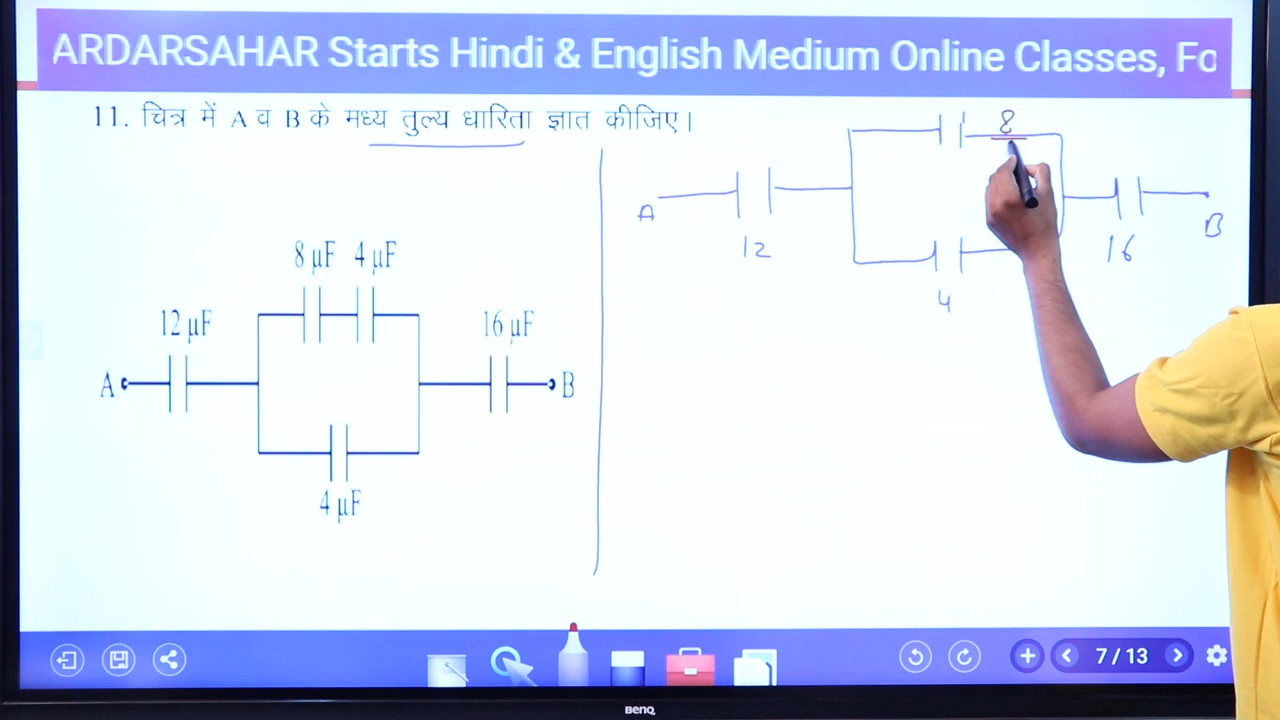 ARDARSAHAR Starts Hindi & English Medium Online Classes, Fo
11. चित्र में A व B के मध्य तुल्य धारिता ज्ञात कीजिए।
8
A
12
4
16
B
8 μF 4 μF
12 μF
16 μF
A
B
4 μF
7 / 13
BENQ